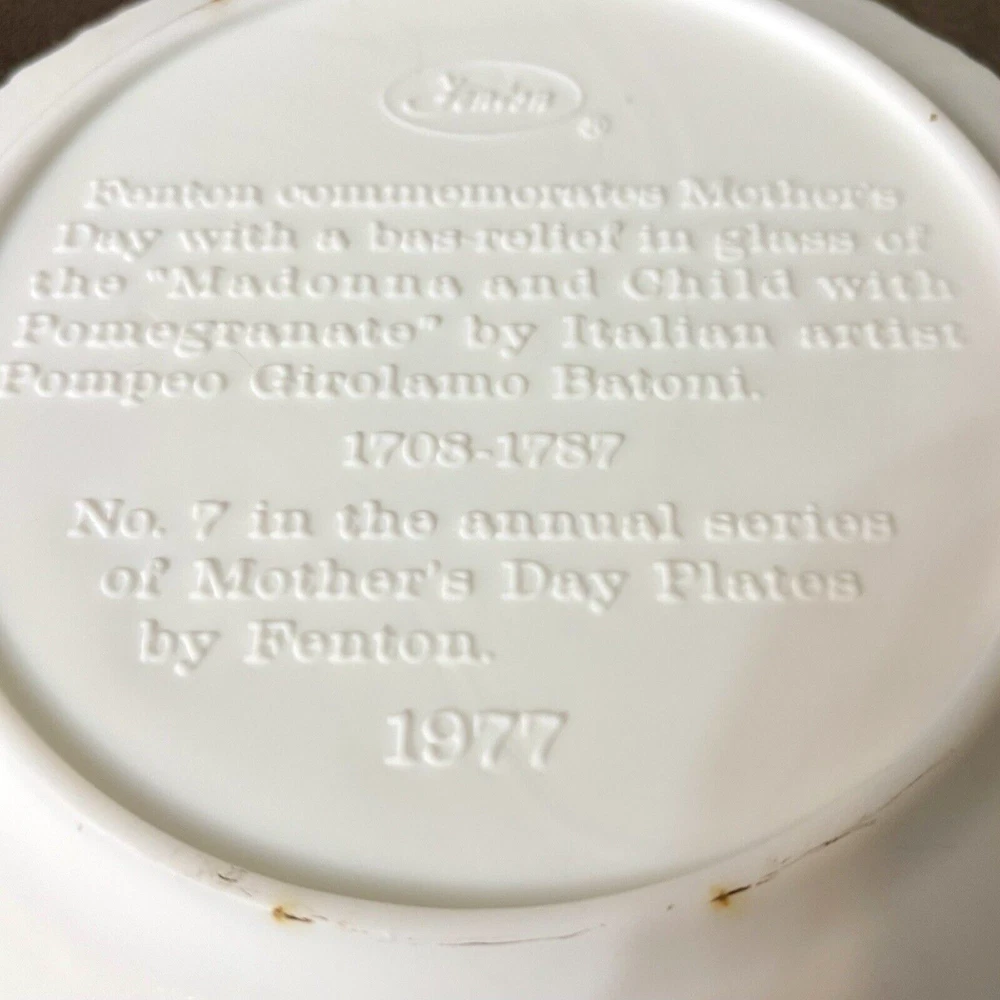 Fenton ®
Fenton commemorates Mother's
Day with a bas-relief in glass of
the "Madonna and Child with
Pomegranate" by Italian artist
Pompeo Girolamo Batoni.
1708-1787
No. 7 in the annual series
of Mother's Day Plates
by Fenton.
1977